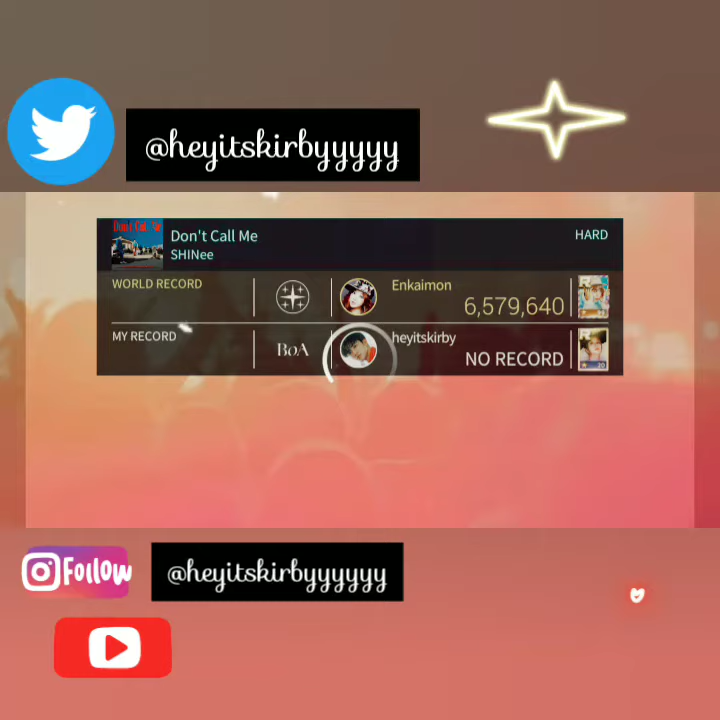 @heyitskirbyyyyy
Don't Call Me
HARD
SHINee
WORLD RECORD
Enkaimon
6,579,640
MY RECORD
BoA
heyitskirby
NO RECORD
Follow
@heyitskirbyyyyyy